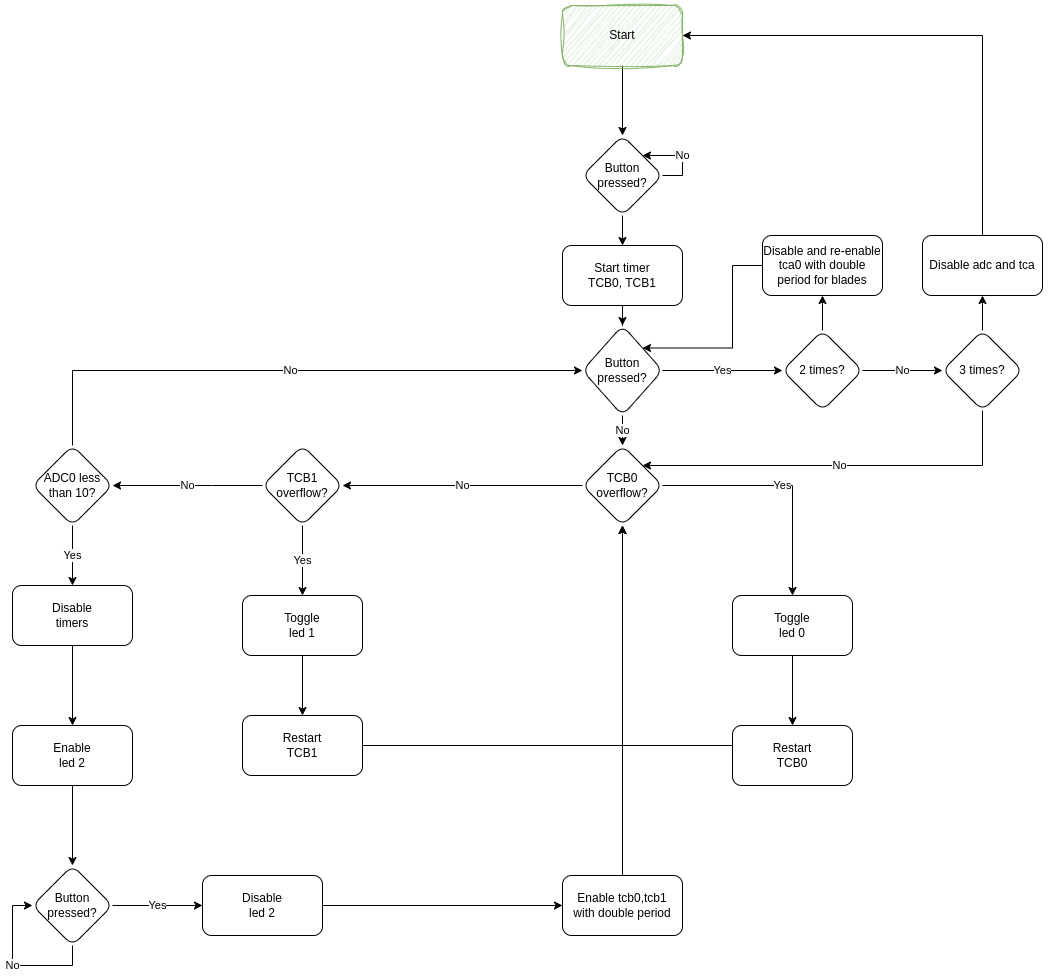 Start
No
Button
pressed?
Start timer
TCB0, TCB1
Disable and re-enable
tca0 with double
period for blades
Disable adc and tca
No
Button
pressed?
Yes
2 times?
No
3 times?
No
No
ADC0 less
than 10?
No
TCB1
overflow?
No
TCB0
overflow?
Yes
Yes
Yes
Disable
timers
Toggle
led 1
Toggle
led 0
Enable
led 2
Restart
TCB1
Restart
TCB0
Button
pressed?
Yes
Disable
led 2
Enable tcb0,tcb1
with double period
No